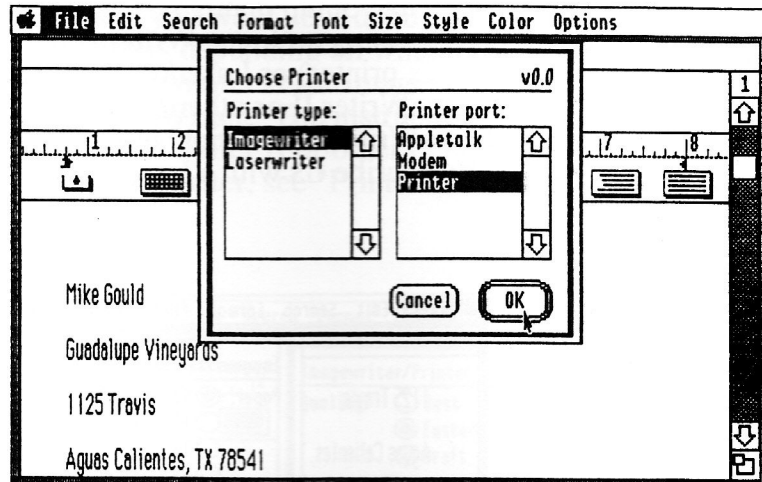 File Edit Search Format Font Size Style Color Options
Choose Printer v0.0
Printer type: Printer port:
Imagewriter
Laserwriter
Appletalk
Modem
Printer
Cancel OK
1
1 2 7 8
Mike Gould
Guadalupe Vineyards
1125 Travis
Aguas Calientes, TX 78541